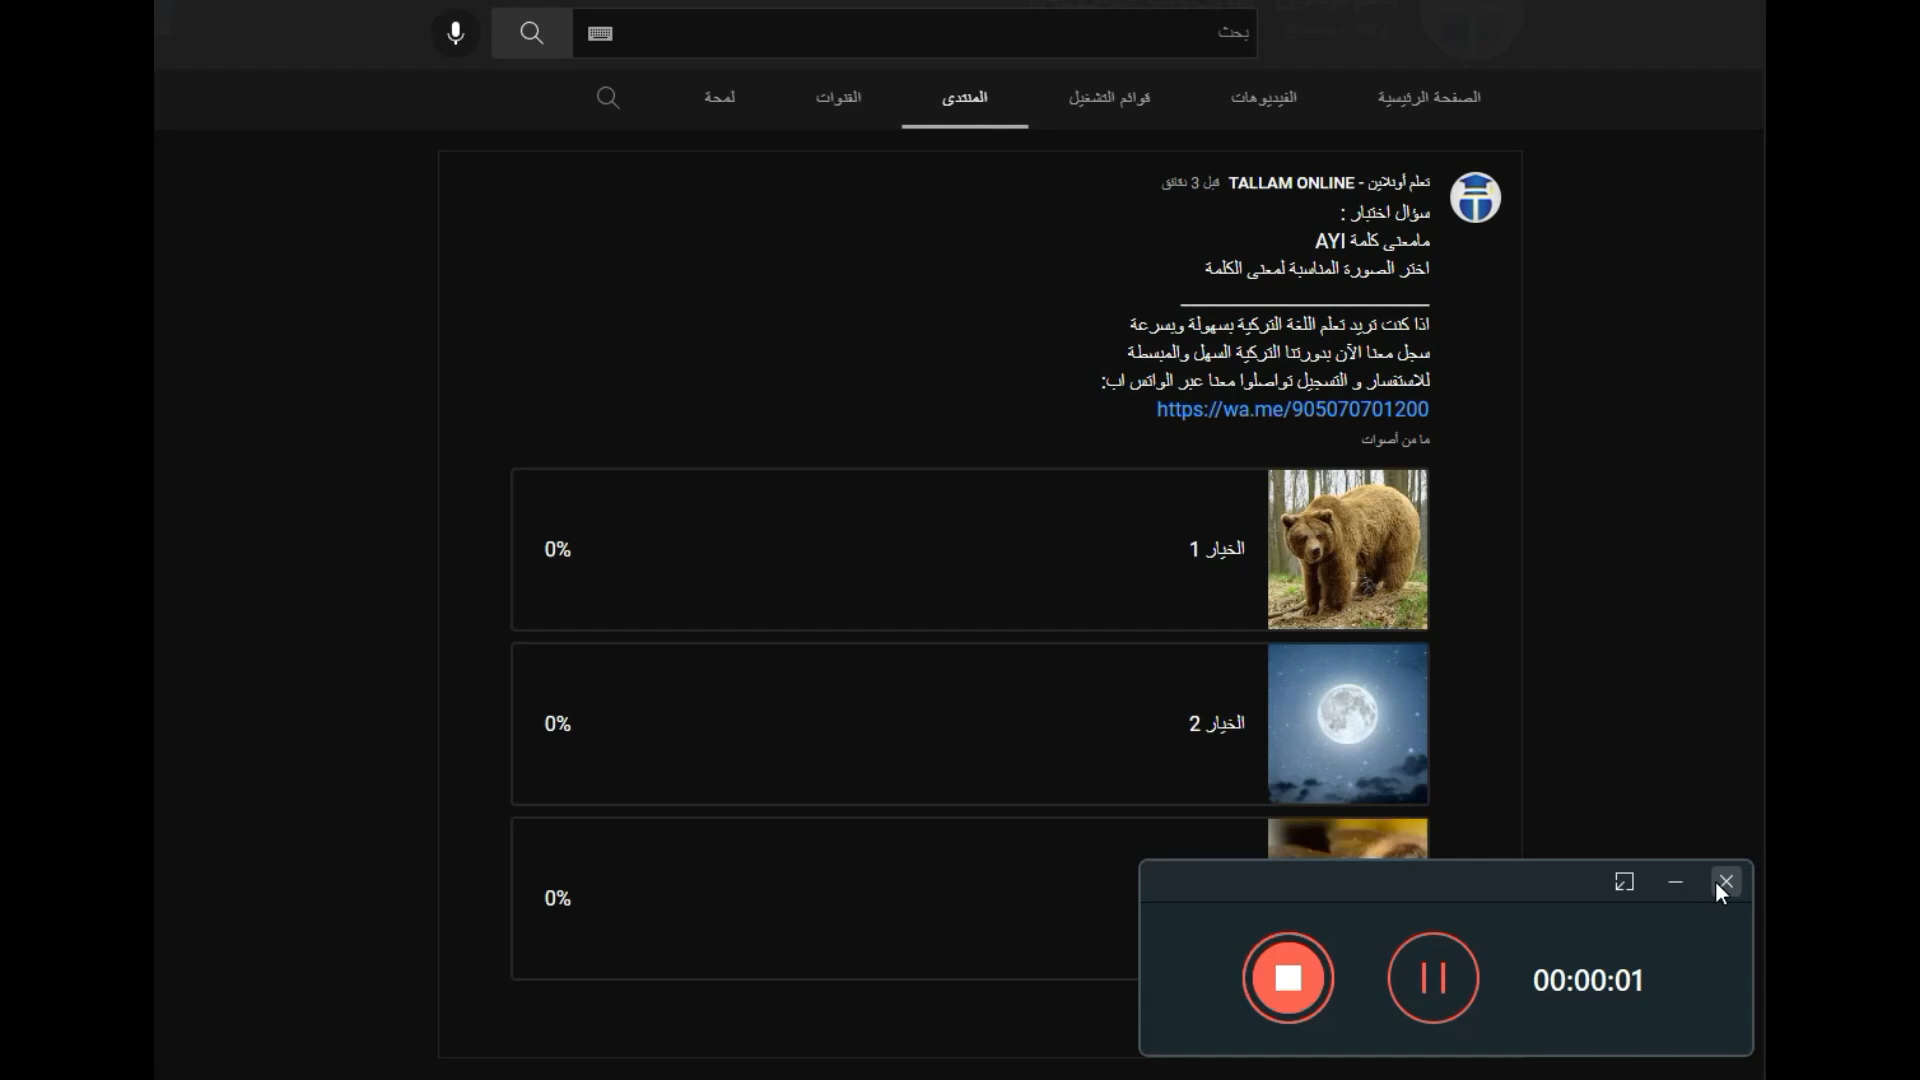 بحث
الصفحة الرئيسية
الفيديوهات
قوائم التشغيل
المنتدى
القنوات
لمحة
تعلم أونلاين - TALLAM ONLINE قبل 3 دقائق
سؤال اختبار :
مامعنى كلمة AYI
اختر الصورة المناسبة لمعنى الكلمة
اذا كنت تريد تعلم اللغة التركية بسهولة وبسرعة
سجل معنا الآن بدورتنا التركية السهل والمبسطة
للاستفسار و التسجيل تواصلوا معنا عبر الواتس اب:
https://wa.me/905070701200
ما من أصوات
الخيار 1 0%
الخيار 2 0%
0%
00:00:01